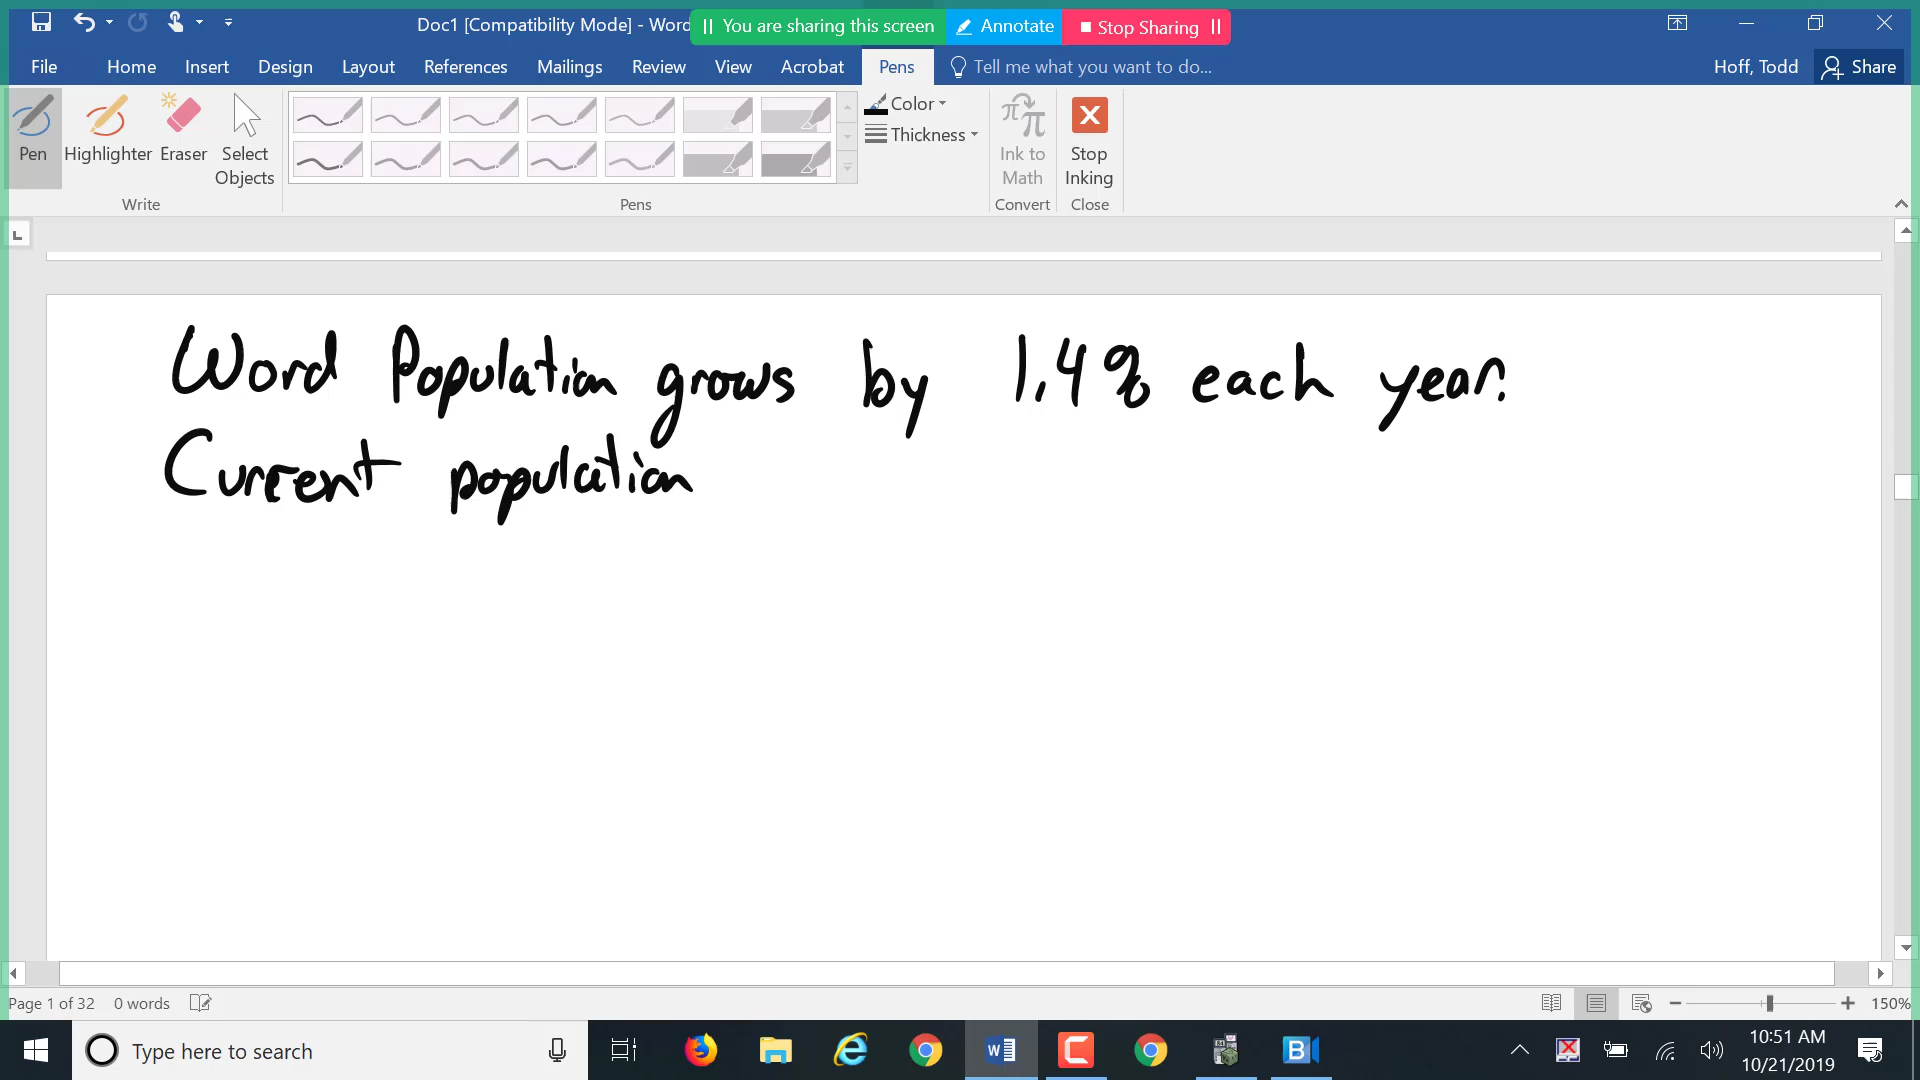 Doc1 [Compatibility Mode] - Word
You are sharing this screen
Annotate
Stop Sharing
File Home Insert Design Layout References Mailings Review View Acrobat Pens Tell me what you want to do... Hoff, Todd Share
Pen Highlighter Eraser Select Objects
Write
Pens
Color
Thickness
Ink to Math
Convert
Stop Inking
Close
L
Word Population grows by 1.4% each year.
Current population
Page 1 of 32 0 words 150%
Type here to search
10:51 AM
10/21/2019